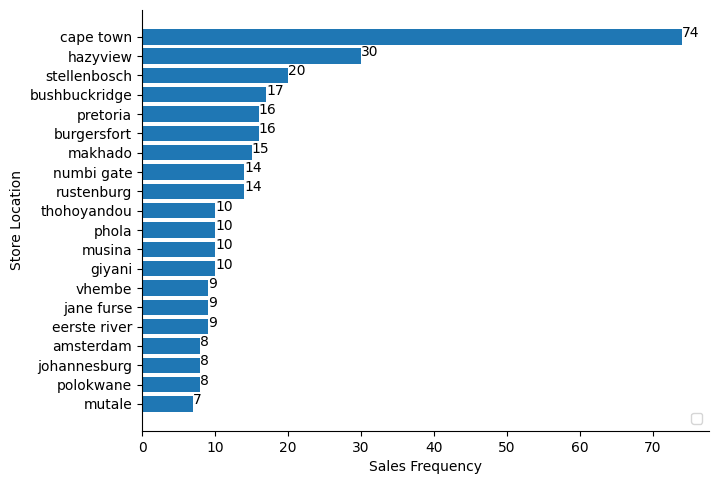 cape town 74
hazyview 30
stellenbosch 20
bushbuckridge 17
pretoria 16
burgersfort 16
makhado 15
numbi gate 14
rustenburg 14
thohoyandou 10
phola 10
musina 10
giyani 10
vhembe 9
jane furse 9
eerste river 9
amsterdam 8
johannesburg 8
polokwane 8
mutale 7
0 10 20 30 40 50 60 70
Sales Frequency
Store Location